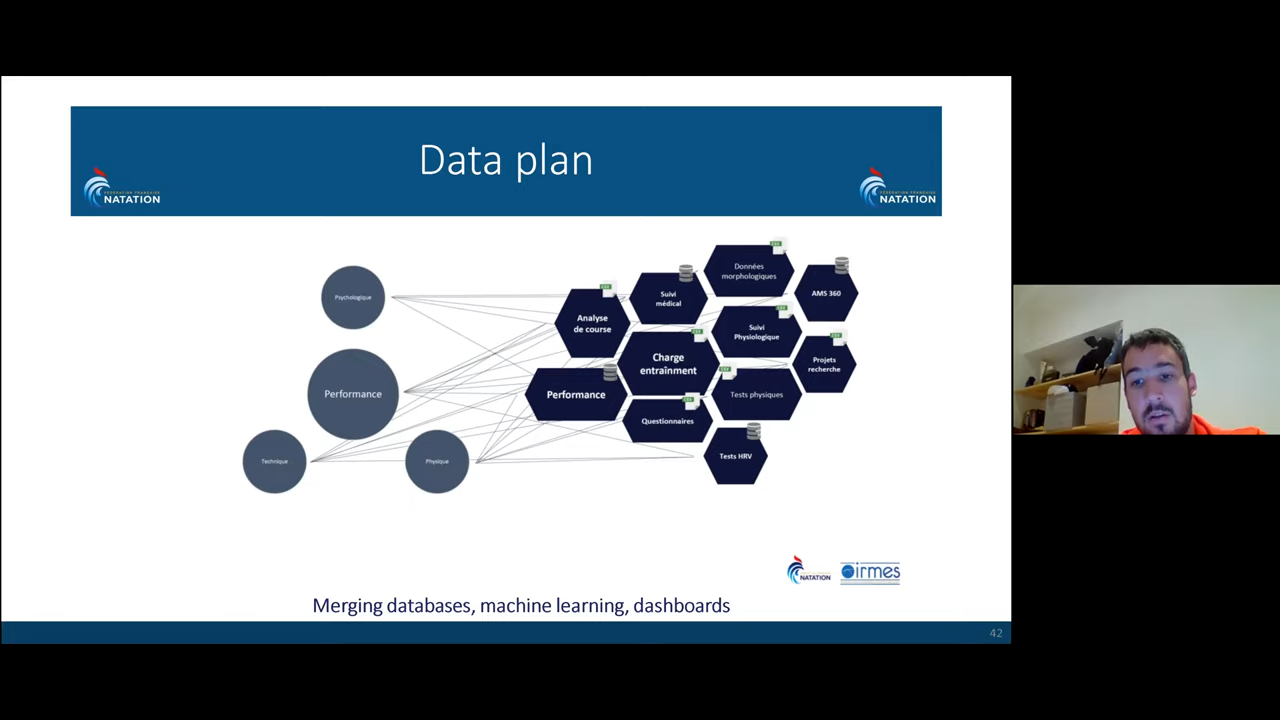 Data plan
FÉDÉRATION FRANÇAISE
NATATION
FÉDÉRATION FRANÇAISE
NATATION
Psychologique
Performance
Technique
Physique
Analyse
de course
Suivi
médical
Données
morphologiques
AMS 360
Charge
entraînment
Suivi
Physiologique
Projets
recherche
Performance
Questionnaires
Tests physiques
Tests HRV
NATATION
irmes
Merging databases, machine learning, dashboards
42